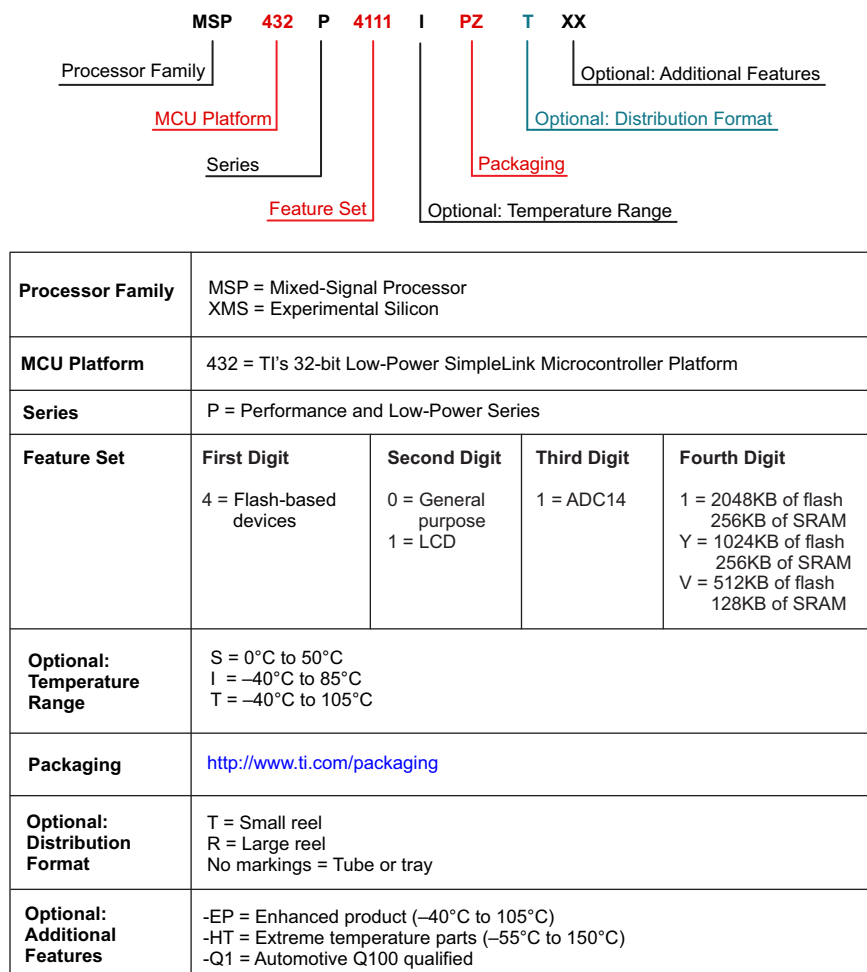 MSP 432 P 4111 I PZ T XX
Processor Family
Optional: Additional Features
MCU Platform
Optional: Distribution Format
Series
Packaging
Feature Set
Optional: Temperature Range
Processor Family
MSP = Mixed-Signal Processor
XMS = Experimental Silicon
MCU Platform
432 = TI's 32-bit Low-Power SimpleLink Microcontroller Platform
Series
P = Performance and Low-Power Series
Feature Set
First Digit
4 = Flash-based
devices
Second Digit
0 = General
purpose
1 = LCD
Third Digit
1 = ADC14
Fourth Digit
1 = 2048KB of flash
256KB of SRAM
Y = 1024KB of flash
256KB of SRAM
V = 512KB of flash
128KB of SRAM
Optional:
Temperature
Range
S = 0°C to 50°C
I = –40°C to 85°C
T = –40°C to 105°C
Packaging
http://www.ti.com/packaging
Optional:
Distribution
Format
T = Small reel
R = Large reel
No markings = Tube or tray
Optional:
Additional
Features
-EP = Enhanced product (–40°C to 105°C)
-HT = Extreme temperature parts (–55°C to 150°C)
-Q1 = Automotive Q100 qualified